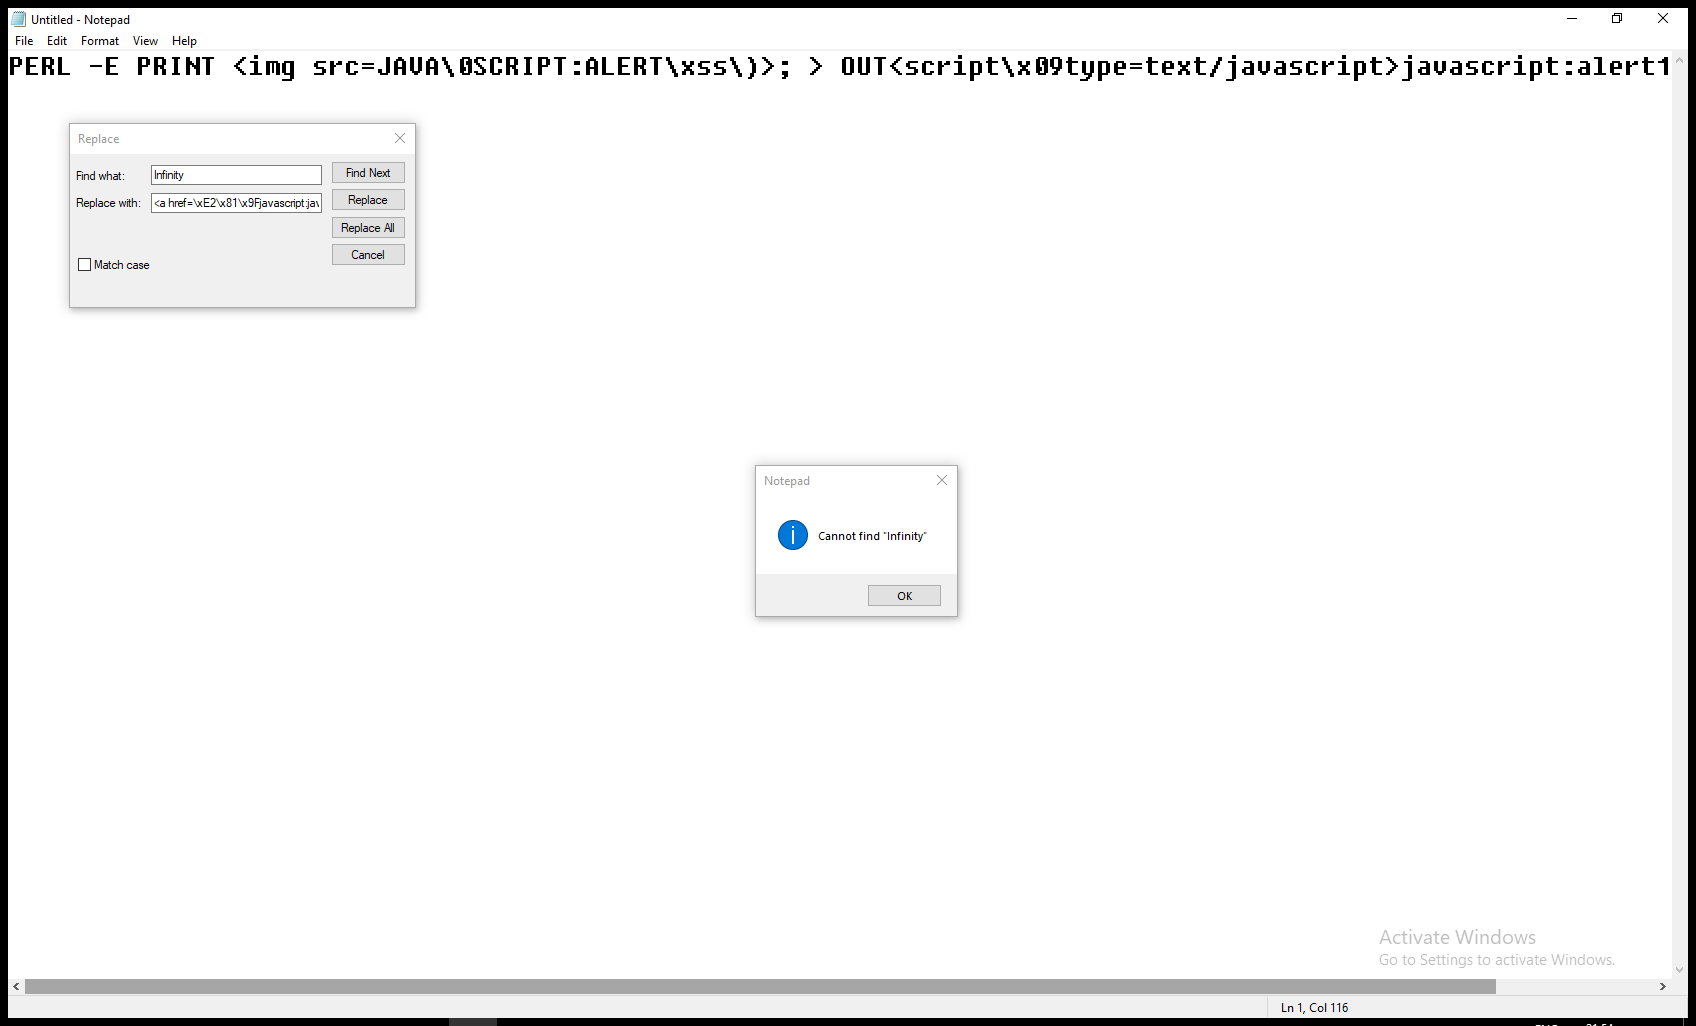 Untitled - Notepad
File Edit Format View Help
PERL -E PRINT <img src=JAVA\0SCRIPT:ALERT\xss\)>; > OUT<script\x09type=text/javascript>javascript:alert1
Replace
Find what: Infinity Find Next
Replace with: <a href=\xE2\x81\x9Fjavascript:jav Replace
Replace All
Cancel
Match case
Notepad
Cannot find "Infinity"
OK
Activate Windows
Go to Settings to activate Windows.
Ln 1, Col 116